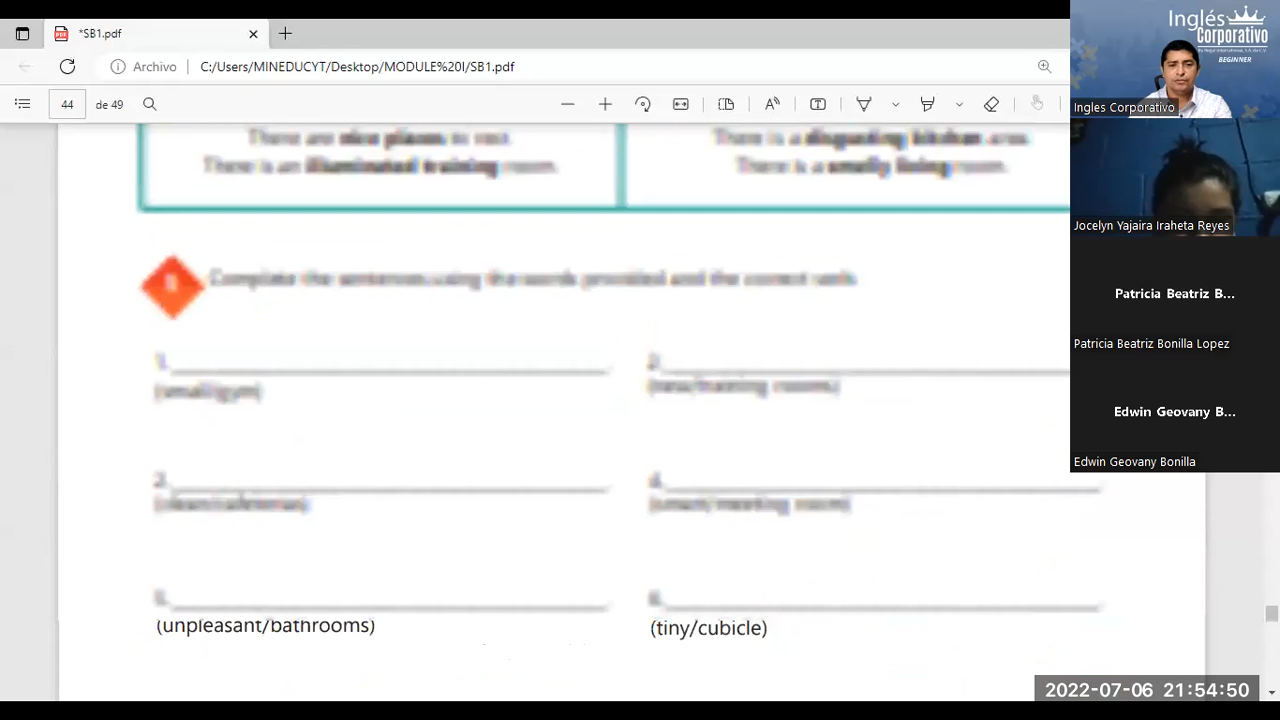 *SB1.pdf
Archivo
C:/Users/MINEDUCYT/Desktop/MODULE%20I/SB1.pdf
44 de 49
There are nice places to rest.
There is an illuminated training room.
There is a disgusting kitchen area.
There is a smelly living room.
Complete the sentences using the words provided and the correct verb.
1.
(small/gym)
2.
(new/training rooms)
3.
(clean/cafeterias)
4.
(smart/meeting room)
5.
(unpleasant/bathrooms)
6.
(tiny/cubicle)
Inglés
Corporativo
BEGINNER
Ingles Corporativo
Jocelyn Yajaira Iraheta Reyes
Patricia Beatriz B...
Patricia Beatriz Bonilla Lopez
Edwin Geovany B...
Edwin Geovany Bonilla
2022-07-06 21:54:50